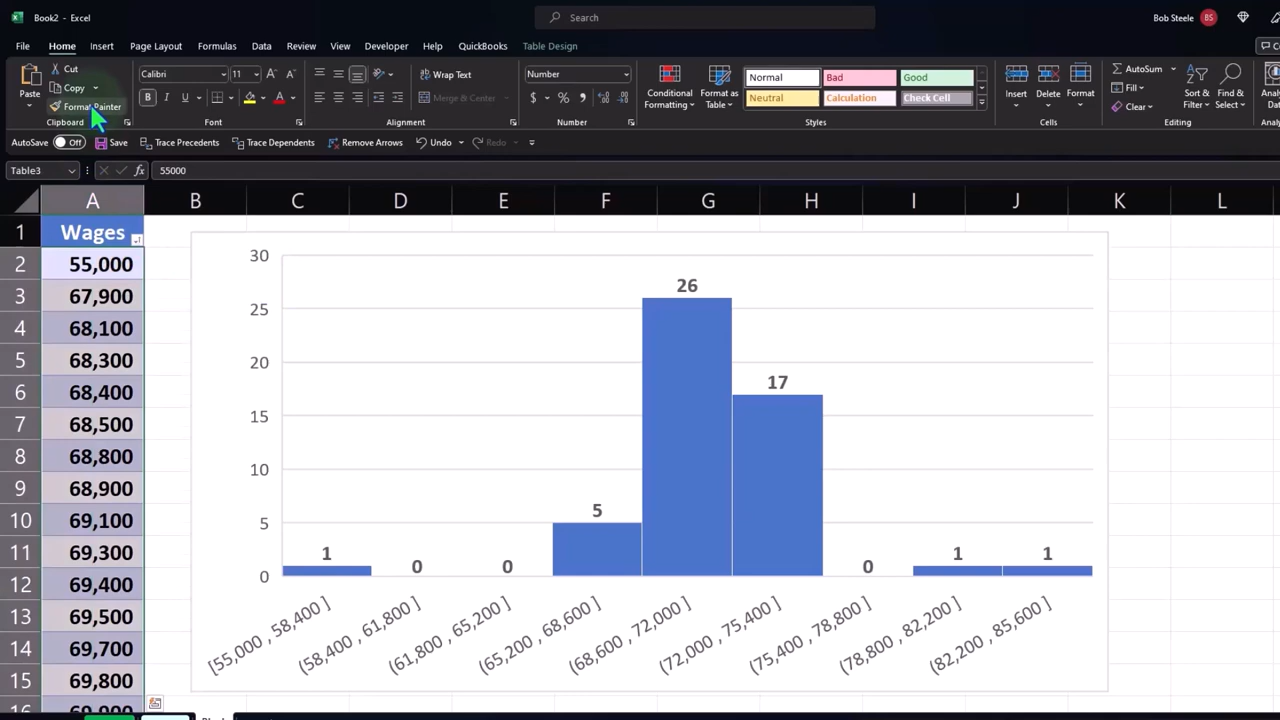 Book2 - Excel
Search
Bob Steele
BS
File Home Insert Page Layout Formulas Data Review View Developer Help QuickBooks Table Design
Paste
Cut
Copy
Format Painter
Clipboard
Calibri 11
B I U
Font
Wrap Text
Merge & Center
Alignment
Number
$ % 9
Number
Conditional Formatting
Format as Table
Normal Bad Good
Neutral Calculation Check Cell
Styles
Insert Delete Format
Cells
AutoSum
Fill
Clear
Sort & Filter
Find & Select
Editing
AutoSave Off Save Trace Precedents Trace Dependents Remove Arrows Undo Redo
Table3 fx 55000
A B C D E F G H I J K L
1 Wages
2 55,000
3 67,900
4 68,100
5 68,300
6 68,400
7 68,500
8 68,800
9 68,900
10 69,100
11 69,300
12 69,400
13 69,500
14 69,700
15 69,800
16 69,900
30
25
20
15
10
5
0
1 0 0 5 26 17 0 1 1
[55,000 , 58,400 ]
(58,400 , 61,800 ]
(61,800 , 65,200 ]
(65,200 , 68,600 ]
(68,600 , 72,000 ]
(72,000 , 75,400 ]
(75,400 , 78,800 ]
(78,800 , 82,200 ]
(82,200 , 85,600 ]